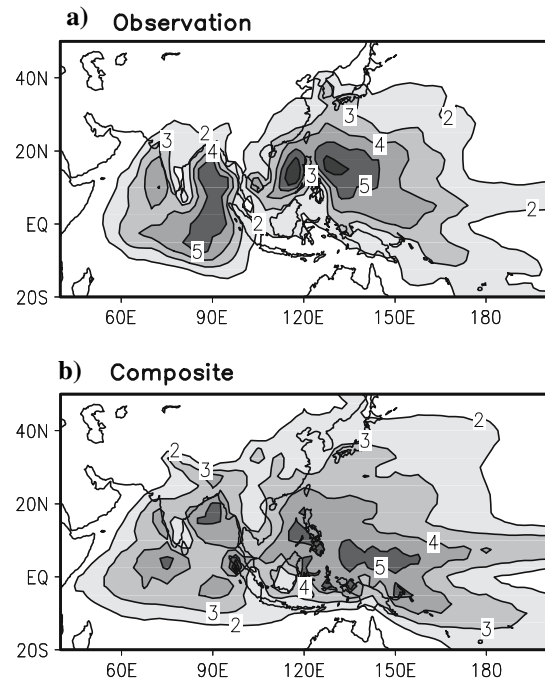 a) Observation
40N
20N
EQ
20S
60E 90E 120E 150E 180
3 2 4 5 2 3 3 4 5 2 2
b) Composite
40N
20N
EQ
20S
60E 90E 120E 150E 180
2 3 3 2 4 3 2 4 5 3